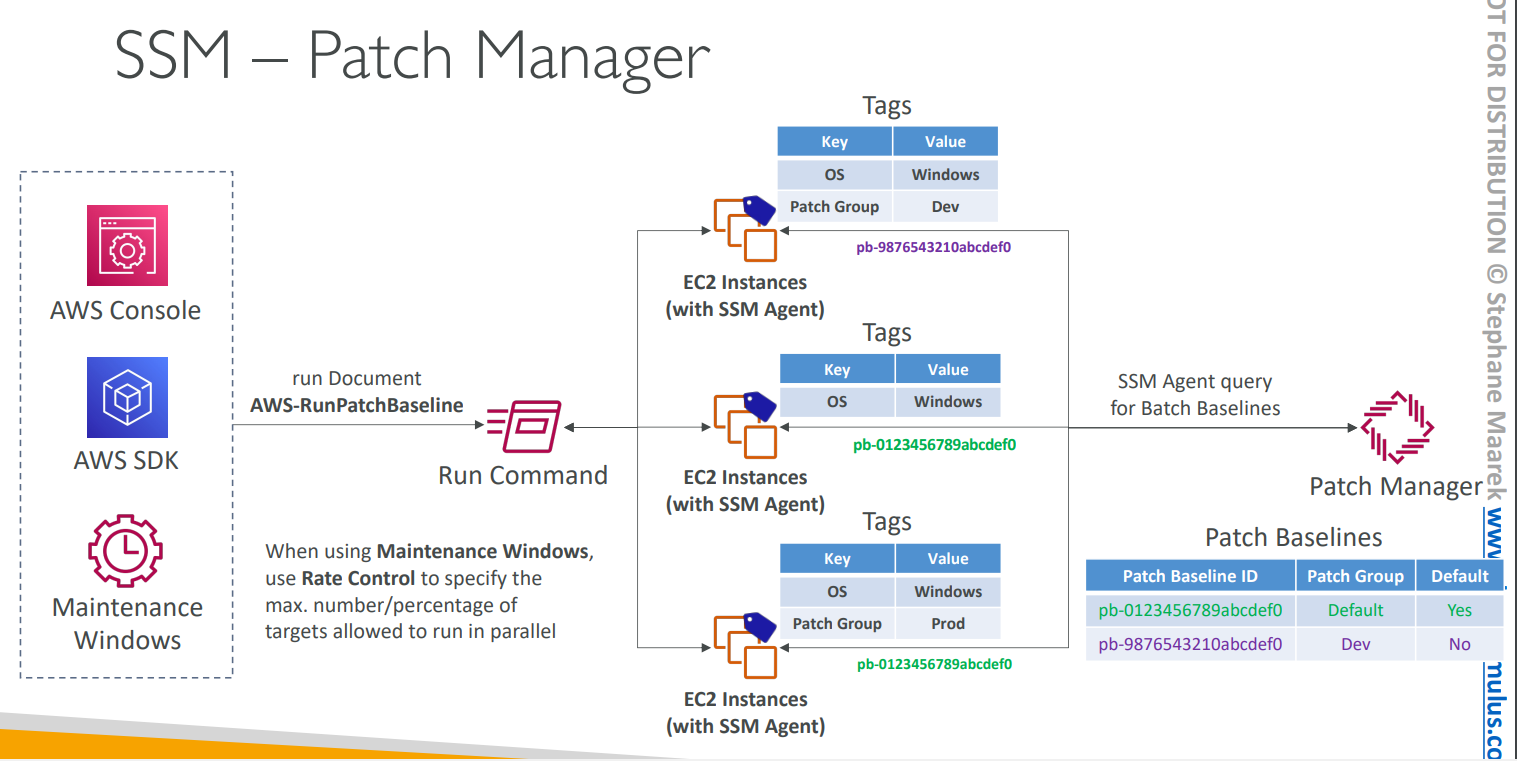 SSM – Patch Manager
AWS Console
AWS SDK
Maintenance
Windows
run Document
AWS-RunPatchBaseline
Run Command
When using Maintenance Windows,
use Rate Control to specify the
max. number/percentage of
targets allowed to run in parallel
Tags
Key Value
OS Windows
Patch Group Dev
pb-9876543210abcdef0
EC2 Instances
(with SSM Agent)
Tags
Key Value
OS Windows
pb-0123456789abcdef0
EC2 Instances
(with SSM Agent)
Tags
Key Value
OS Windows
Patch Group Prod
pb-0123456789abcdef0
EC2 Instances
(with SSM Agent)
SSM Agent query
for Batch Baselines
Patch Manager
Patch Baselines
Patch Baseline ID Patch Group Default
pb-0123456789abcdef0 Default Yes
pb-9876543210abcdef0 Dev No
OT FOR DISTRIBUTION © Stephane Maarek www.
mulus.co